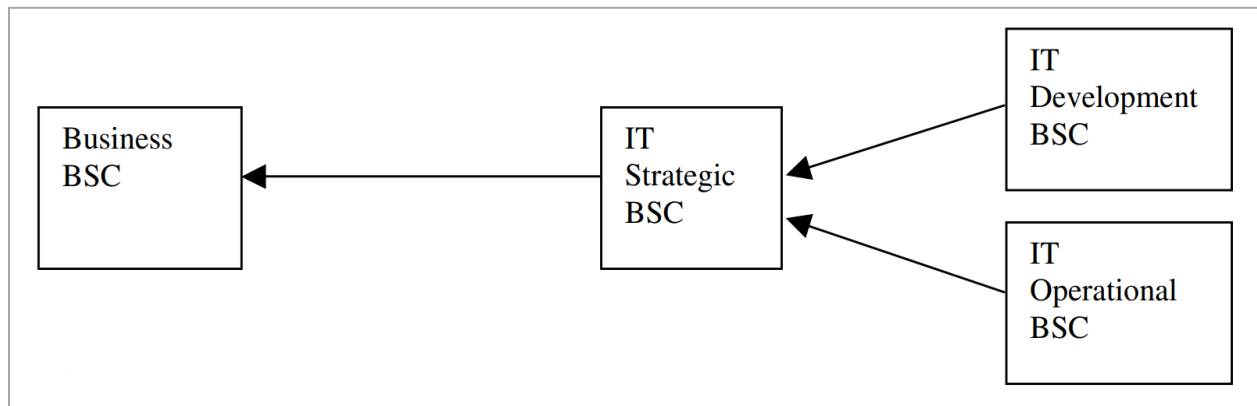 Business
BSC
IT
Strategic
BSC
IT
Development
BSC
IT
Operational
BSC